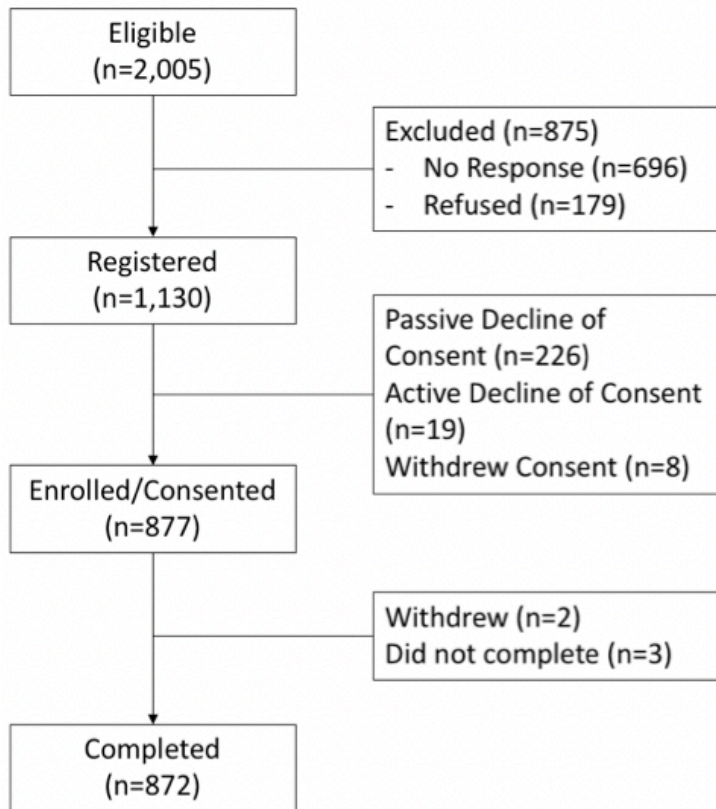 Eligible
(n=2,005)
Excluded (n=875)
- No Response (n=696)
- Refused (n=179)
Registered
(n=1,130)
Passive Decline of
Consent (n=226)
Active Decline of Consent
(n=19)
Withdrew Consent (n=8)
Enrolled/Consented
(n=877)
Withdrew (n=2)
Did not complete (n=3)
Completed
(n=872)